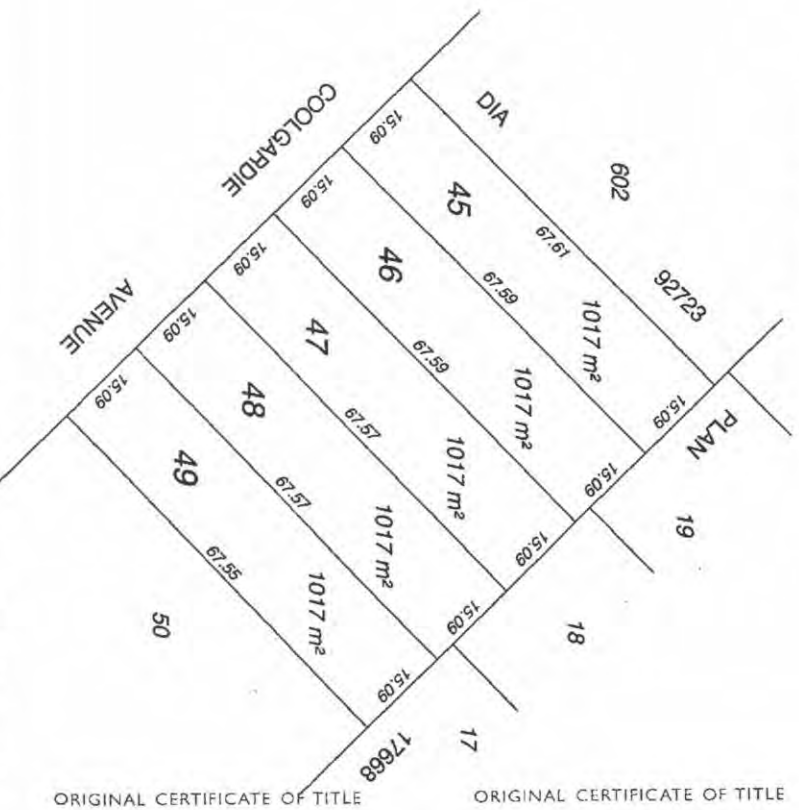 COOLGARDIE
AVENUE
DIA
602
92723
15.09
45
67.61
1017 m²
15.09
15.09
46
67.59
1017 m²
15.09
15.09
47
67.59
1017 m²
15.09
15.09
48
67.57
1017 m²
15.09
15.09
49
67.57
1017 m²
15.09
67.55
50
PLAN
19
18
17
17668
ORIGINAL CERTIFICATE OF TITLE
ORIGINAL CERTIFICATE OF TITLE